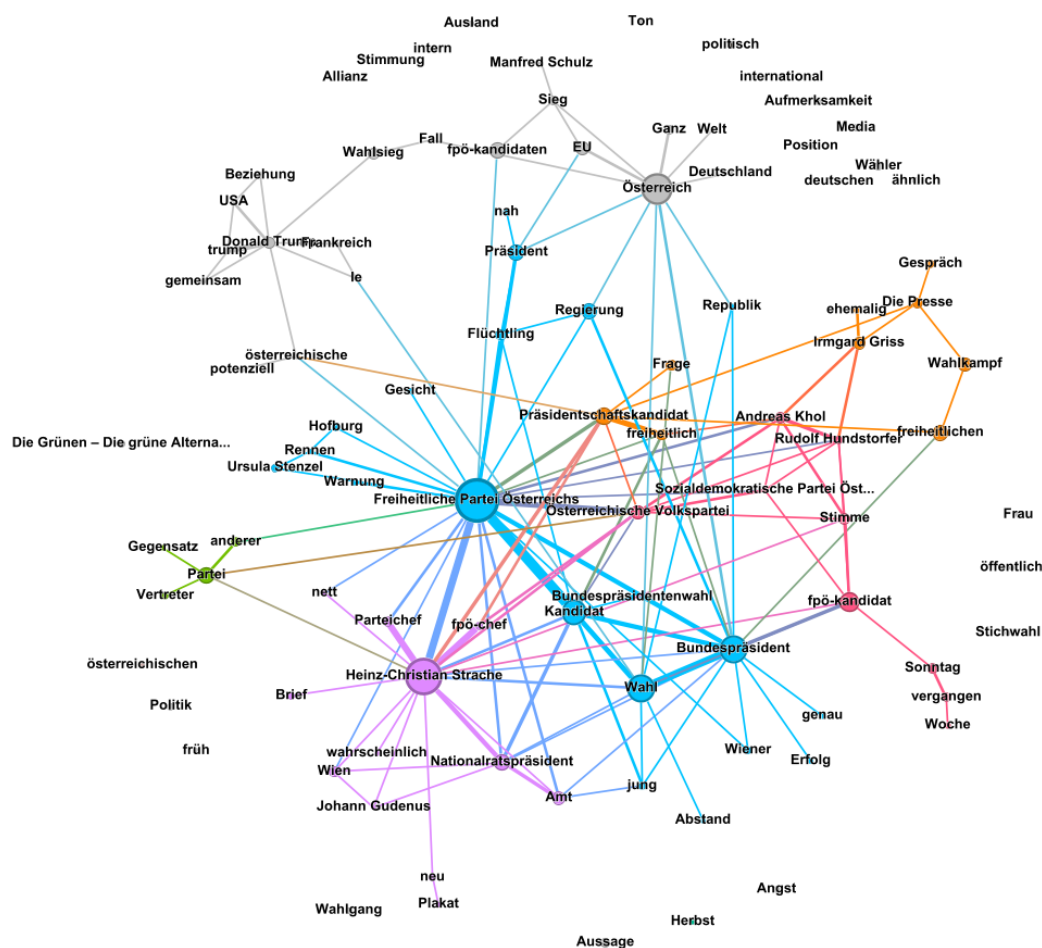 Ausland
Ton
intern
politisch
Stimmung
Manfred Schulz
Allianz
international
Sieg
Aufmerksamkeit
Media
Ganz
Welt
Fall
Position
Wahlsieg
fpö-kandidaten
EU
Wähler
Beziehung
Deutschland
deutschen
ähnlich
Österreich
USA
nah
Donald Trump
Frankreich
trump
Präsident
Gespräch
gemeinsam
le
Die Presse
Regierung
Republik
ehemalig
Flüchtling
Irmgard Griss
österreichische
potenziell
Frage
Wahlkampf
Gesicht
Präsidentschaftskandidat
Andreas Khol
Hofburg
freiheitlich
freiheitlichen
Die Grünen – Die grüne Alterna...
Rudolf Hundstorfer
Rennen
Ursula Stenzel
Warnung
Sozialdemokratische Partei Öst...
Freiheitliche Partei Österreichs
Österreichische Volkspartei
Stimme
Frau
Gegensatz
anderer
Partei
öffentlich
Vertreter
nett
Bundespräsidentenwahl
fpö-kandidat
Kandidat
Parteichef
fpö-chef
Stichwahl
Bundespräsident
österreichischen
Heinz-Christian Strache
Sonntag
Wahl
Brief
vergangen
Politik
genau
Woche
früh
wahrscheinlich
Wiener
Nationalratspräsident
Erfolg
Wien
jung
Johann Gudenus
Amt
Abstand
neu
Angst
Plakat
Wahlgang
Herbst
Aussage